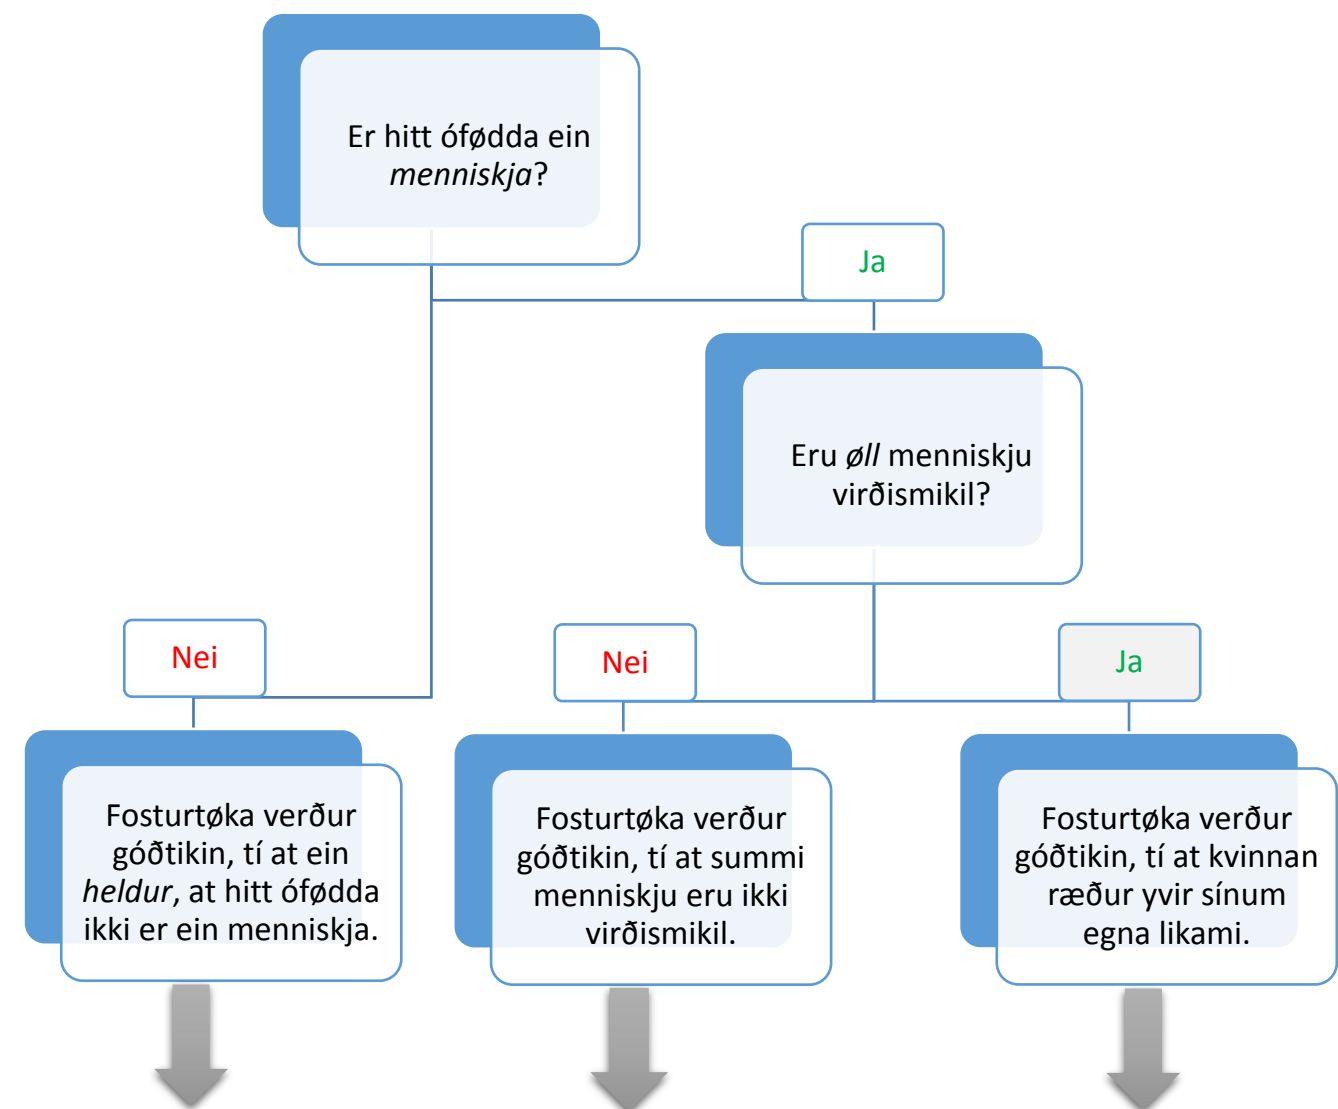 Er hitt ófødda ein
menniskja?
Ja
Eru øll menniskju
virðismikil?
Nei
Nei
Ja
Fosturtøka verður
góðtikin, tí at ein
heldur, at hitt ófødda
ikki er ein menniskja.
Fosturtøka verður
góðtikin, tí at summi
menniskju eru ikki
virðismikil.
Fosturtøka verður
góðtikin, tí at kvinnan
ræður yvir sínum
egna likami.